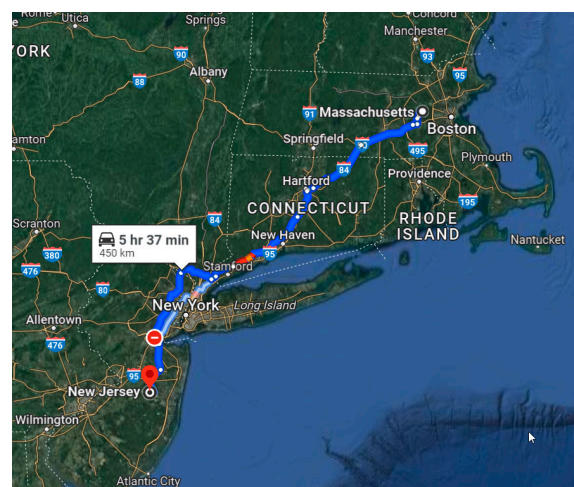 Rome
Utica
Springs
Concord
Manchester
YORK
90
93
95
88
Albany
91
Massachusetts
Boston
90
Springfield
amton
495
Plymouth
84
Hartford
Providence
195
CONNECTICUT
RHODE
ISLAND
Scranton
84
5 hr 37 min
450 km
New Haven
95
Nantucket
380
476
Stamford
80
New York
Long Island
Allentown
476
95
New Jersey
Wilmington
Atlantic City